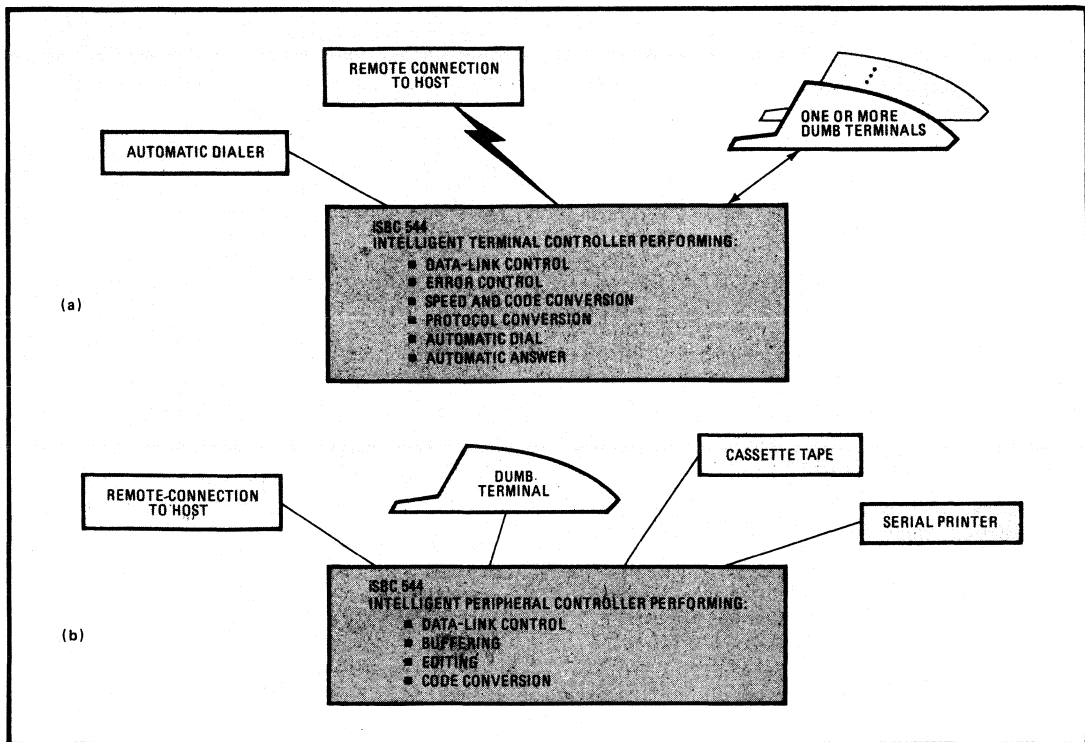 REMOTE CONNECTION
TO HOST
ONE OR MORE
DUMB TERMINALS
AUTOMATIC DIALER
iSBC 544
INTELLIGENT TERMINAL CONTROLLER PERFORMING:
■ DATA-LINK CONTROL
■ ERROR CONTROL
■ SPEED AND CODE CONVERSION
■ PROTOCOL CONVERSION
■ AUTOMATIC DIAL
■ AUTOMATIC ANSWER
(a)
CASSETTE TAPE
DUMB
TERMINAL
REMOTE-CONNECTION
TO HOST
SERIAL PRINTER
iSBC 544
INTELLIGENT PERIPHERAL CONTROLLER PERFORMING:
■ DATA-LINK CONTROL
■ BUFFERING
■ EDITING
■ CODE CONVERSION
(b)